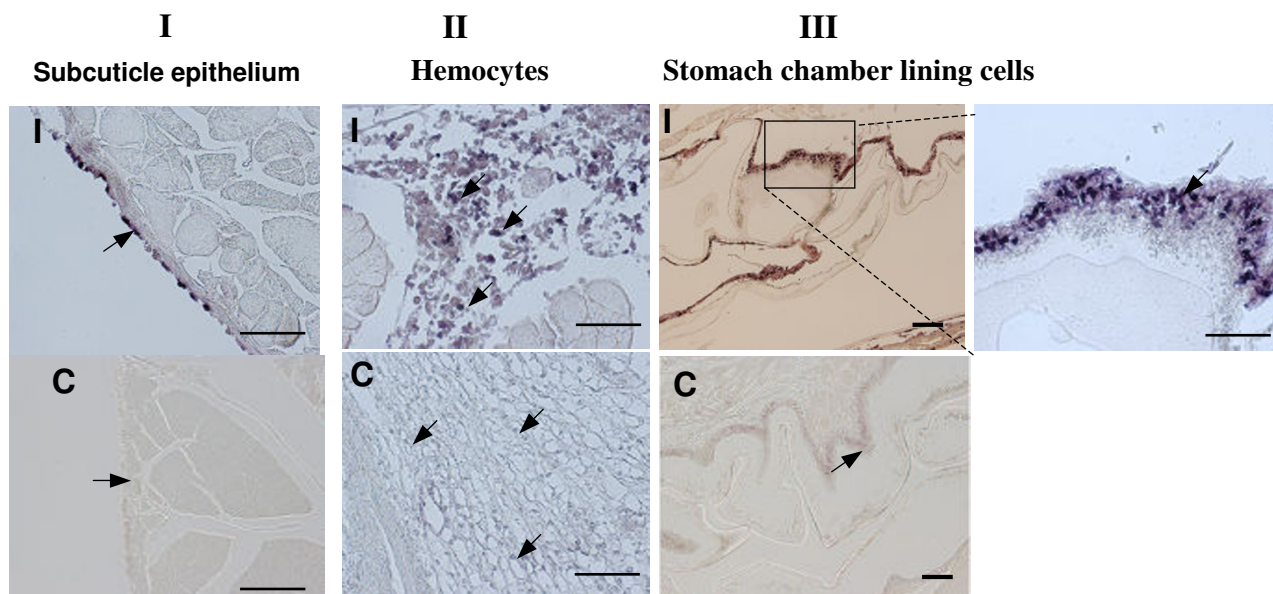 I II III
Subcuticle epithelium Hemocytes Stomach chamber lining cells
I I I
C C C